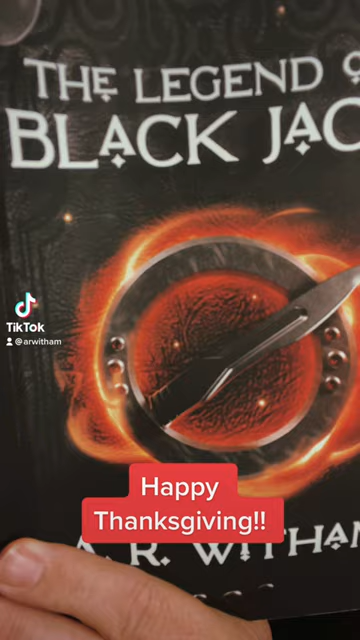 THE LEGEND O
BLACK JAC
TikTok
@arwitham
Happy
Thanksgiving!!
A. R. WITHAM